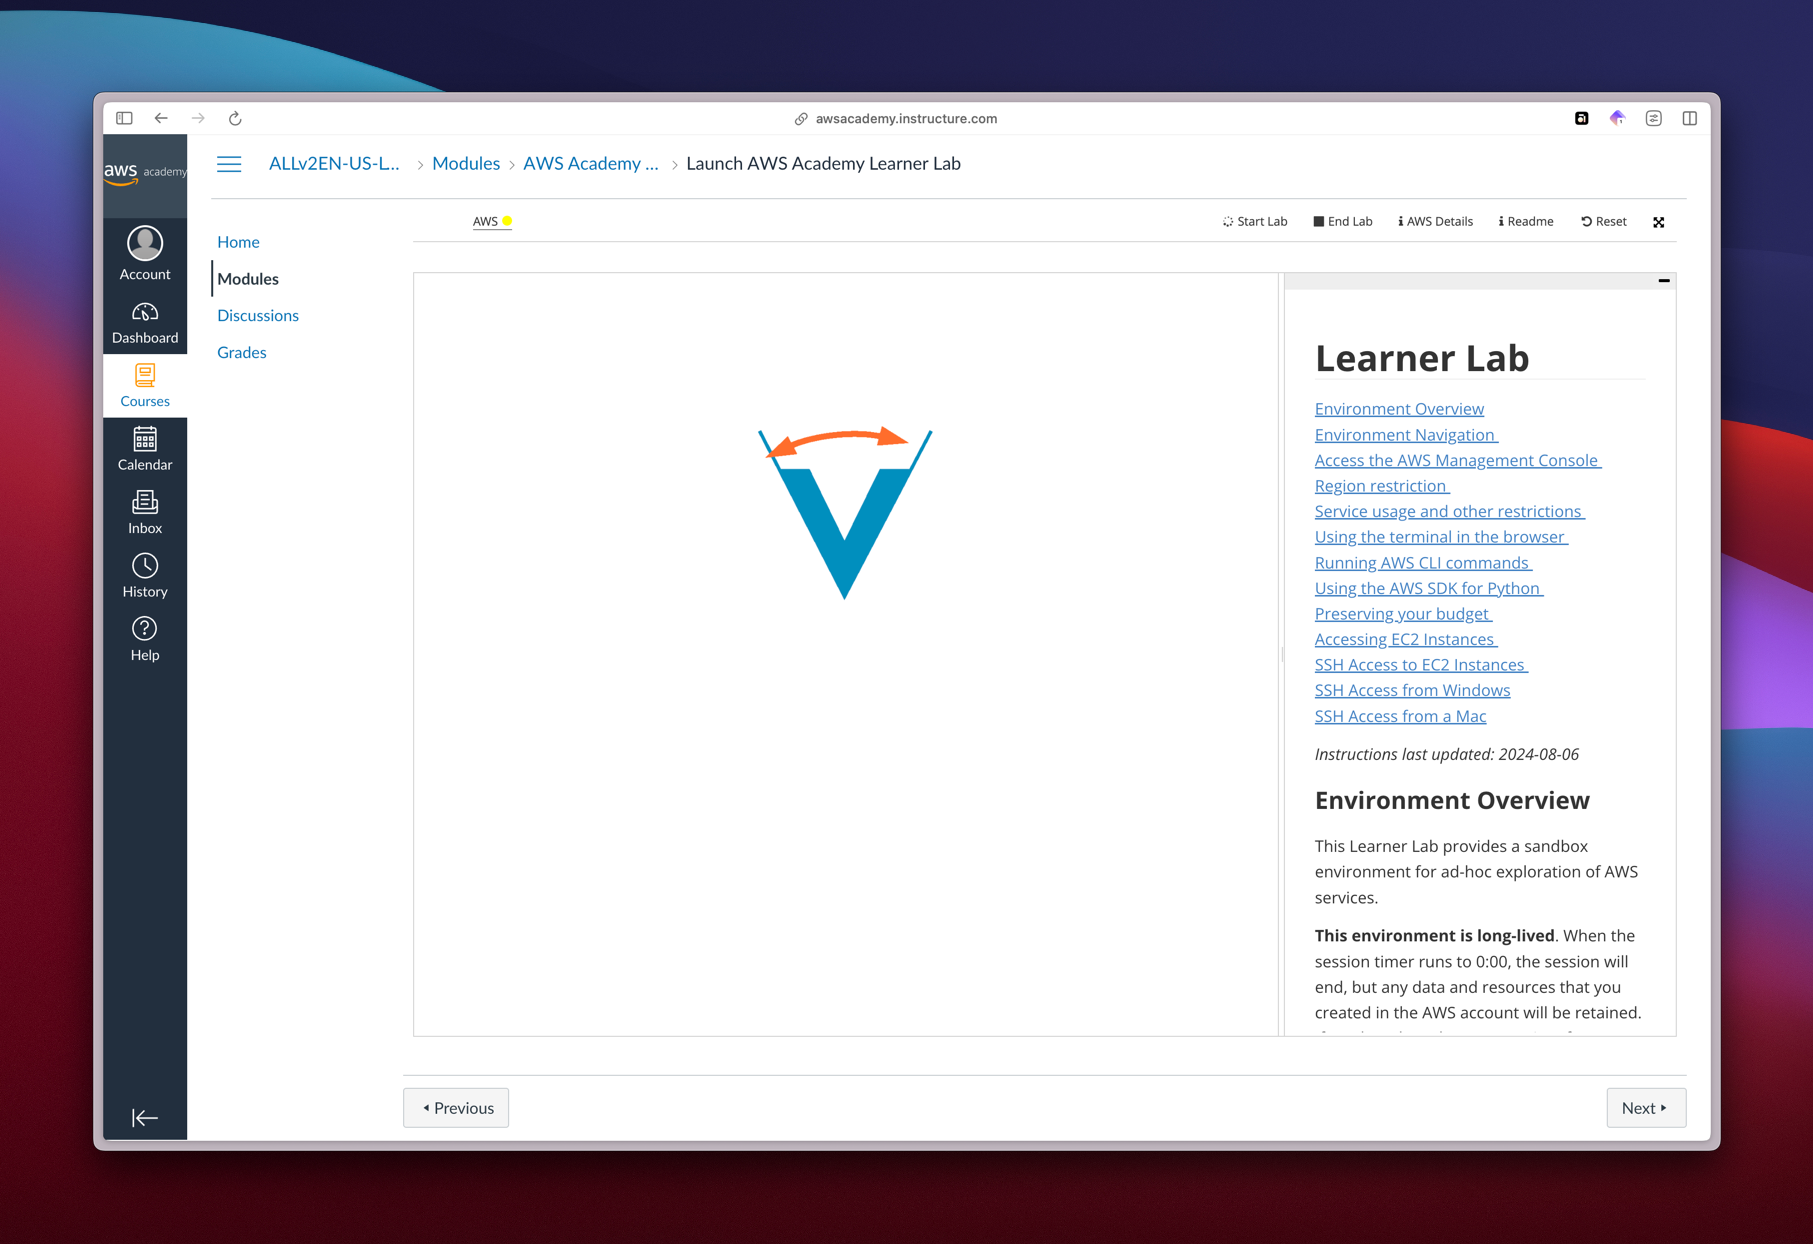 awsacademy.instructure.com
aws academy
ALLv2EN-US-L... > Modules > AWS Academy ... > Launch AWS Academy Learner Lab
AWS
Start Lab
End Lab
AWS Details
Readme
Reset
Account
Dashboard
Courses
Calendar
Inbox
History
Help
Home
Modules
Discussions
Grades
Learner Lab
Environment Overview
Environment Navigation
Access the AWS Management Console
Region restriction
Service usage and other restrictions
Using the terminal in the browser
Running AWS CLI commands
Using the AWS SDK for Python
Preserving your budget
Accessing EC2 Instances
SSH Access to EC2 Instances
SSH Access from Windows
SSH Access from a Mac
Instructions last updated: 2024-08-06
Environment Overview
This Learner Lab provides a sandbox
environment for ad-hoc exploration of AWS
services.
This environment is long-lived. When the
session timer runs to 0:00, the session will
end, but any data and resources that you
created in the AWS account will be retained.
Previous
Next